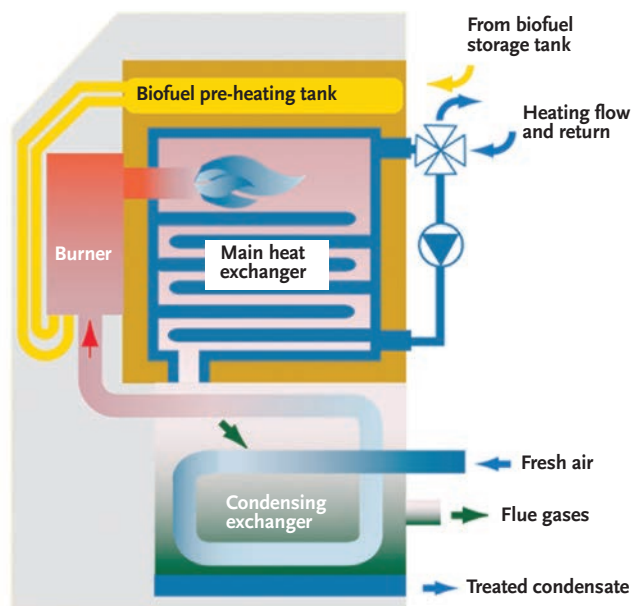 From biofuel
storage tank
Biofuel pre-heating tank
Heating flow
and return
Burner
Main heat
exchanger
Fresh air
Condensing
exchanger
Flue gases
Treated condensate